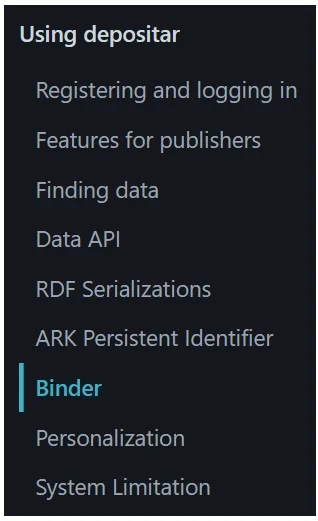 Using depositar
Registering and logging in
Features for publishers
Finding data
Data API
RDF Serializations
ARK Persistent Identifier
Binder
Personalization
System Limitation